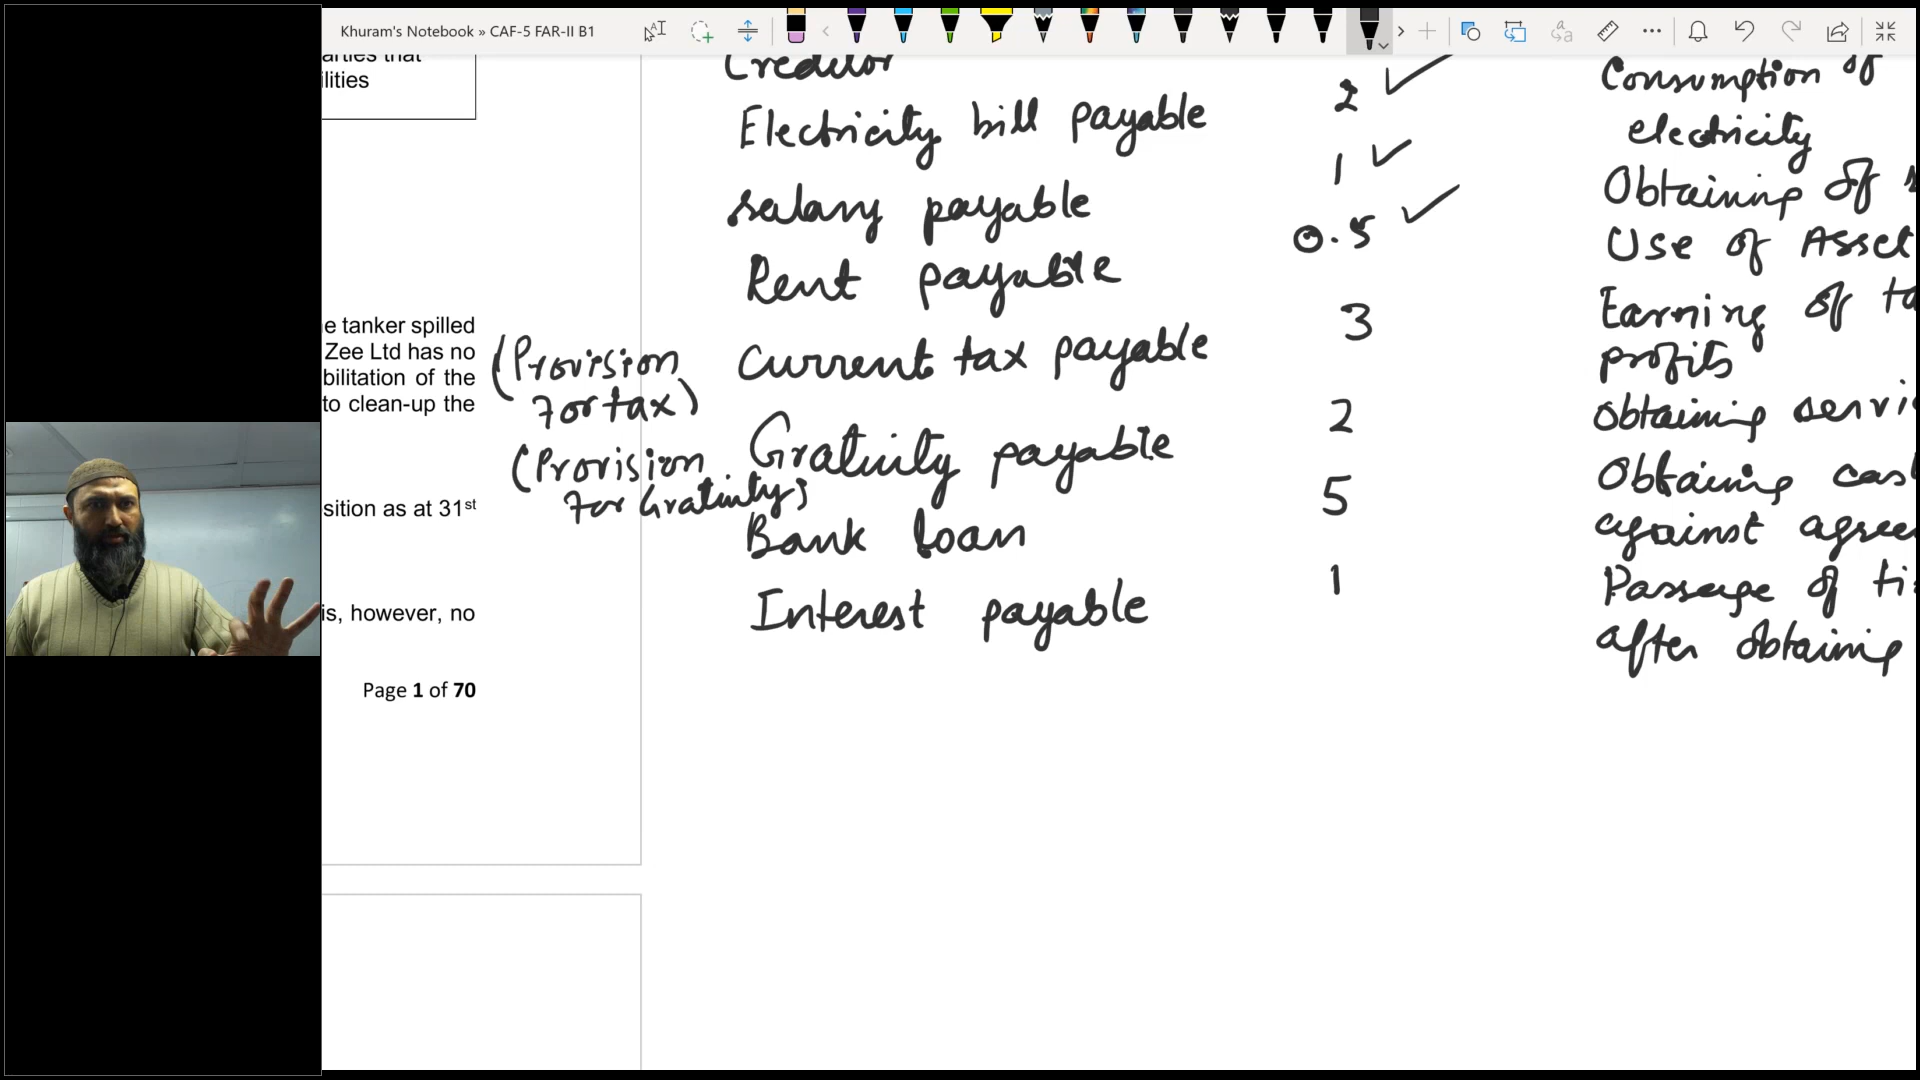 Khuram's Notebook » CAF-5 FAR-II B1
arties that
ilities
e tanker spilled
Zee Ltd has no
bilitation of the
to clean-up the
sition as at 31st
is, however, no
Page 1 of 70
Creditor
Electricity bill payable
2
Consumption of
electricity
salary payable
1
Obtaining of
Rent payable
0.5
Use of Asset
(Provision
For tax)
Current tax payable
3
Earning of
profits
(Provision
For Gratiuty)
Gratiuity payable
2
obtaining
Bank loan
5
Obtaining
against
Interest payable
1
Passage of
after obtaining